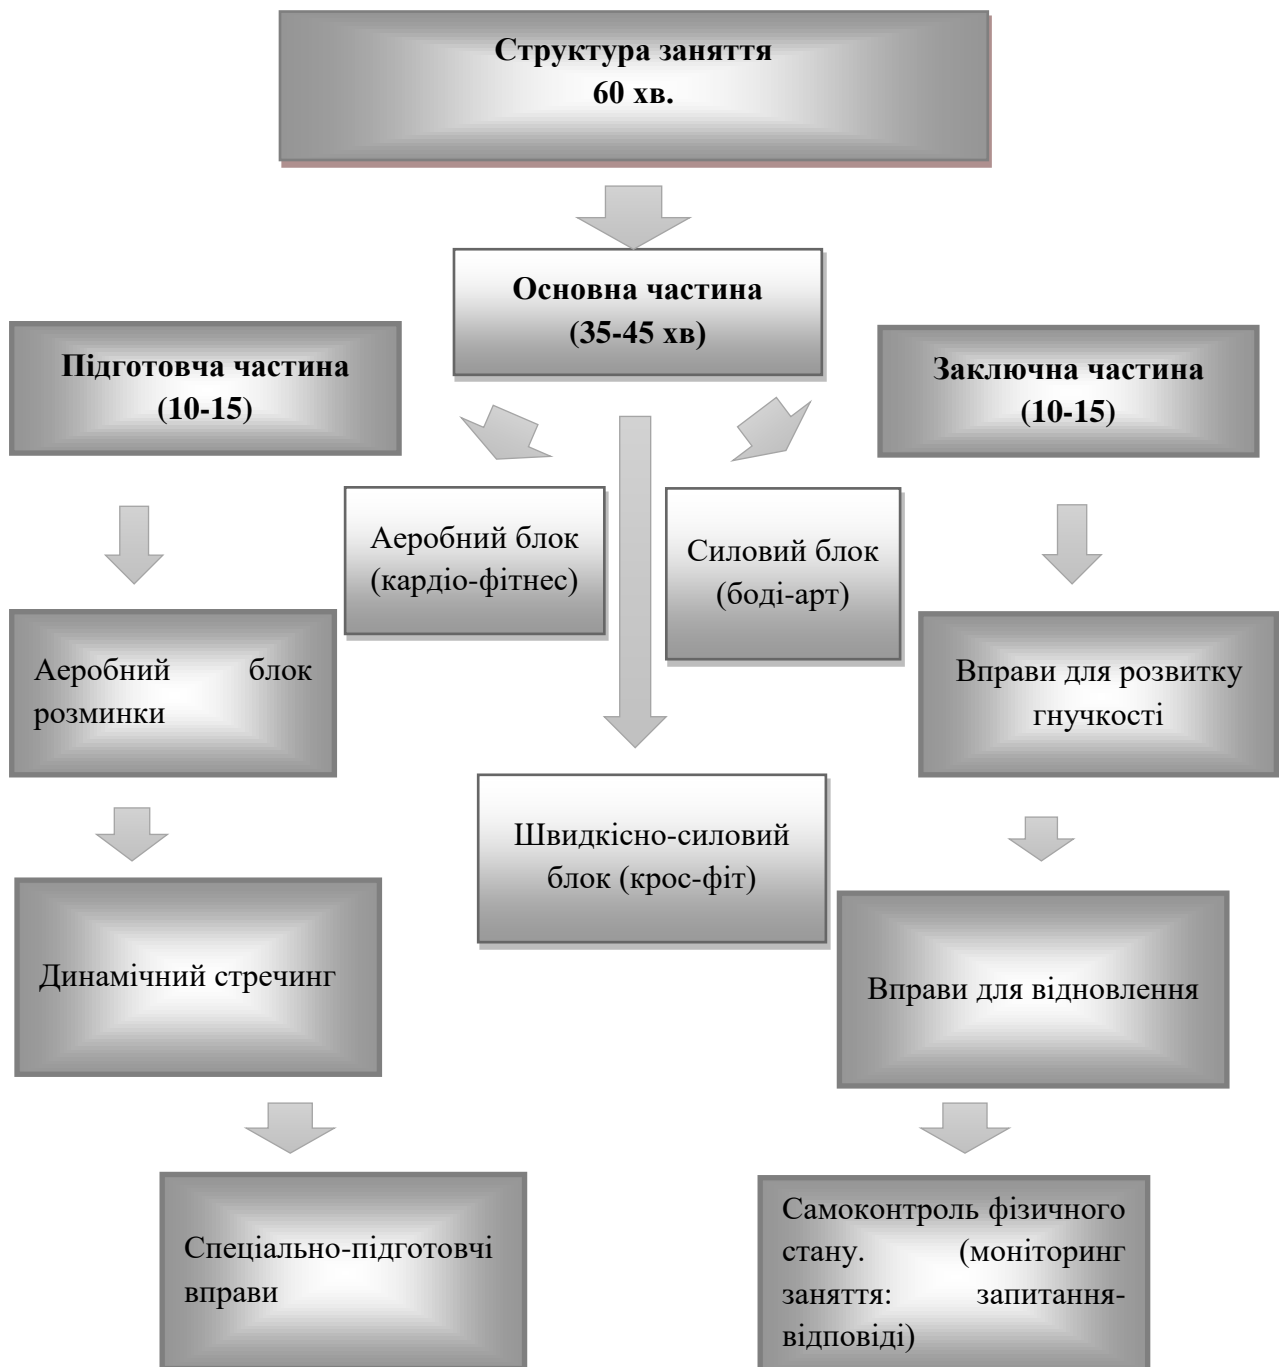 Структура заняття
60 хв.
Основна частина
(35-45 хв)
Підготовча частина
(10-15)
Заключна частина
(10-15)
Аеробний блок
(кардіо-фітнес)
Силовий блок
(боді-арт)
Аеробний блок
розминки
Вправи для розвитку
гнучкості
Швидкісно-силовий
блок (крос-фіт)
Динамічний стречинг
Вправи для відновлення
Спеціально-підготовчі
вправи
Самоконтроль фізичного
стану. (моніторинг
заняття: запитання-
відповіді)